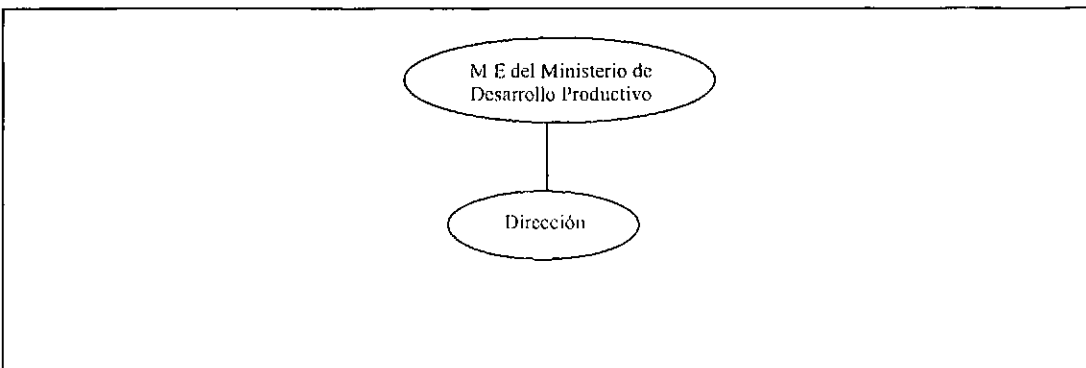 M E del Ministerio de
Desarrollo Productivo
Dirección